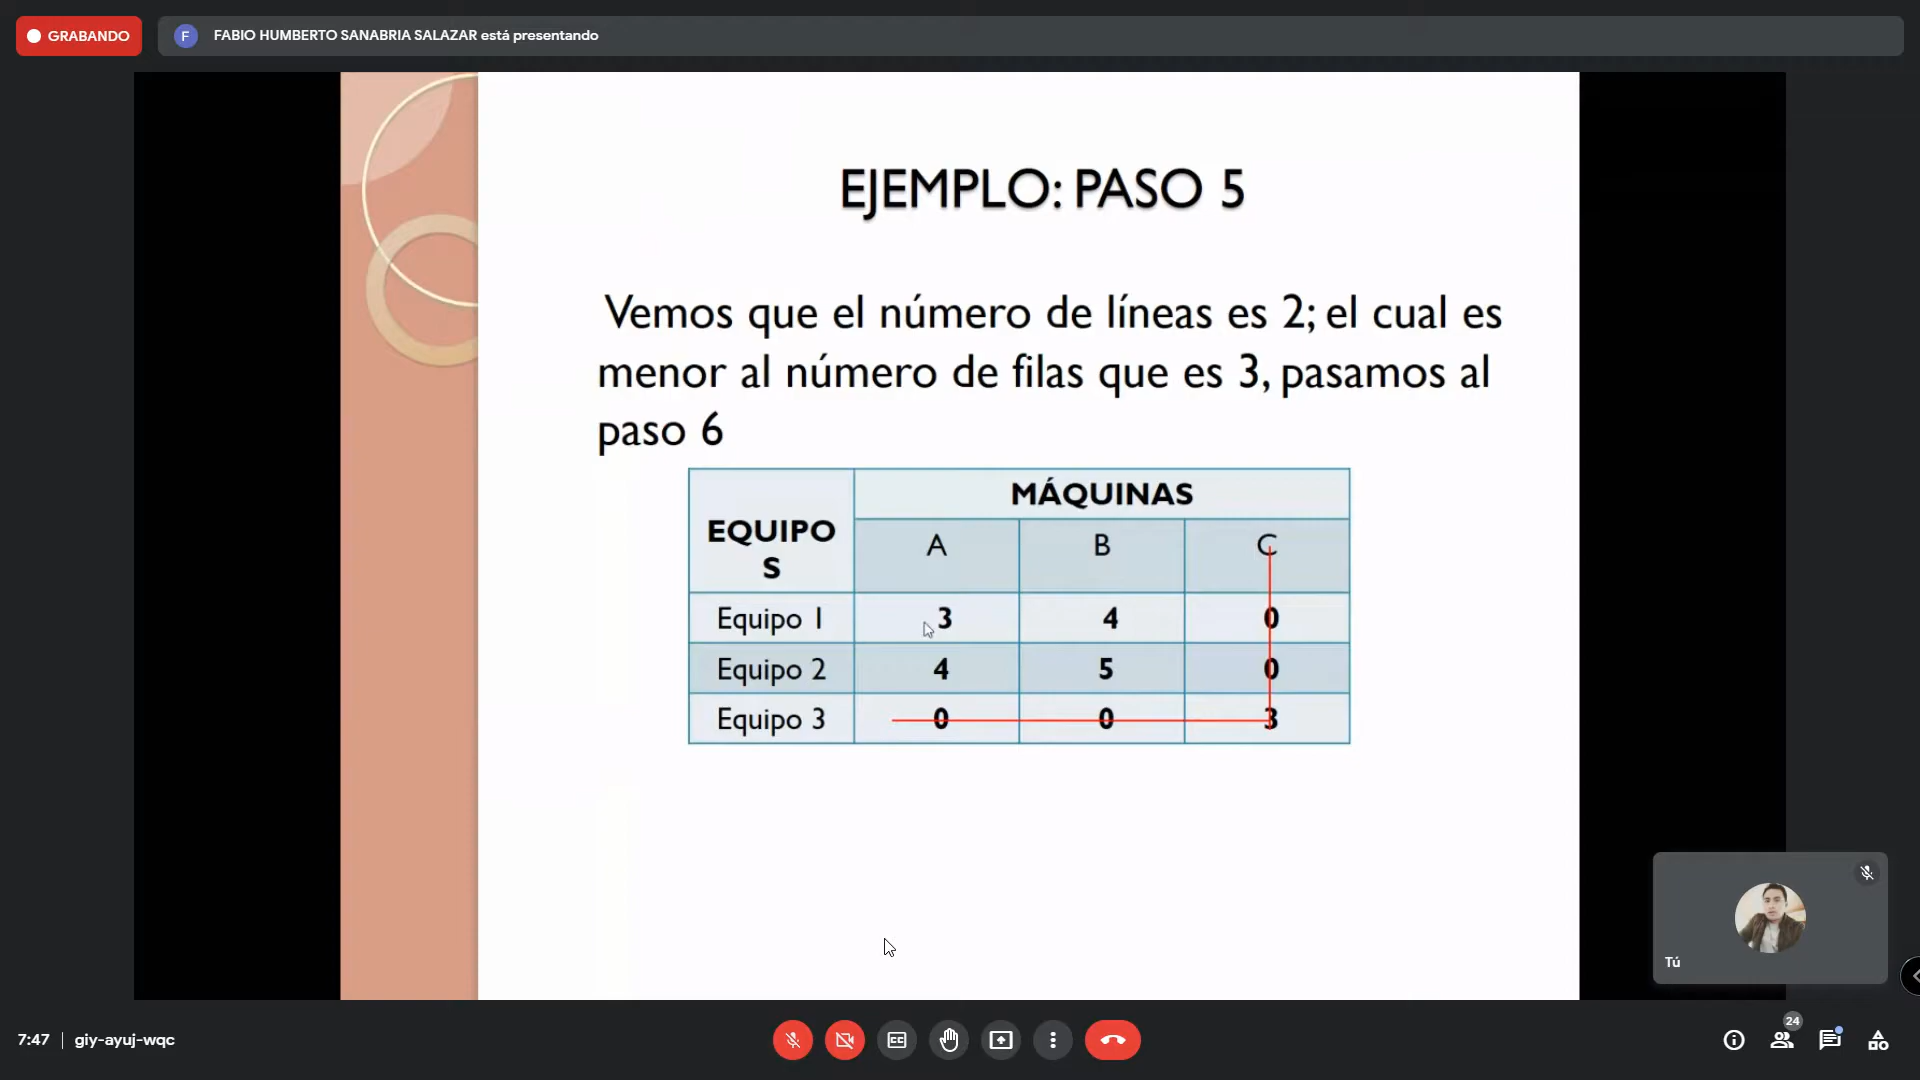 GRABANDO
F
FABIO HUMBERTO SANABRIA SALAZAR está presentando
EJEMPLO: PASO 5
Vemos que el número de líneas es 2; el cual es
menor al número de filas que es 3, pasamos al
paso 6
EQUIPO
S
MÁQUINAS
A B C
Equipo 1 3 4 0
Equipo 2 4 5 0
Equipo 3 0 0 3
Tú
7:47 giy-ayuj-wqc
24